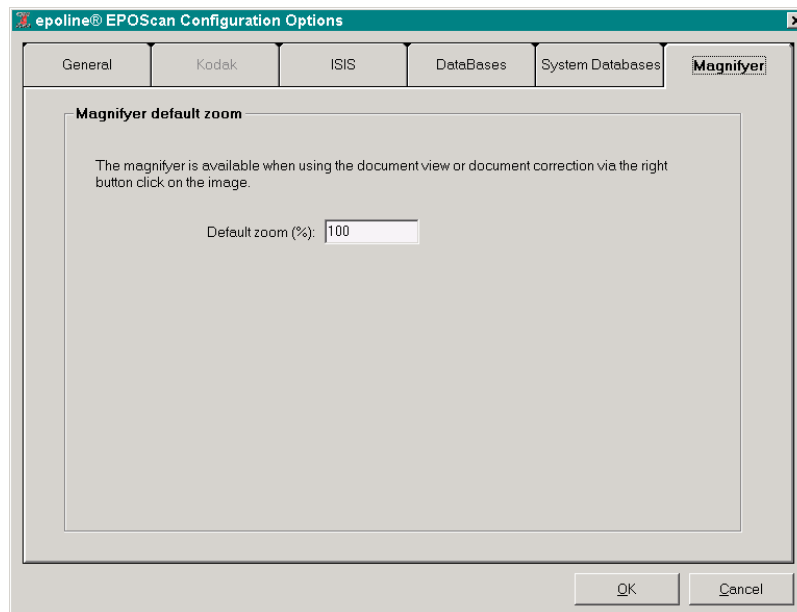 epoline® EPOScan Configuration Options
General
Kodak
ISIS
DataBases
System Databases
Magnifyer
Magnifyer default zoom
The magnifyer is available when using the document view or document correction via the right
button click on the image.
Default zoom (%): 100
OK
Cancel